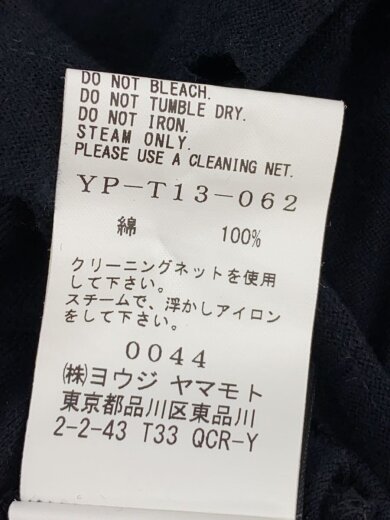 DO NOT BLEACH.
DO NOT TUMBLE DRY.
DO NOT IRON.
STEAM ONLY.
PLEASE USE A CLEANING NET.
YP-T13-062
綿 100%
クリーニングネットを使用
して下さい。
スチームで、浮かしアイロン
をして下さい。
0044
㈱ヨウジ ヤマモト
東京都品川区東品川
2-2-43 T33 QCR-Y